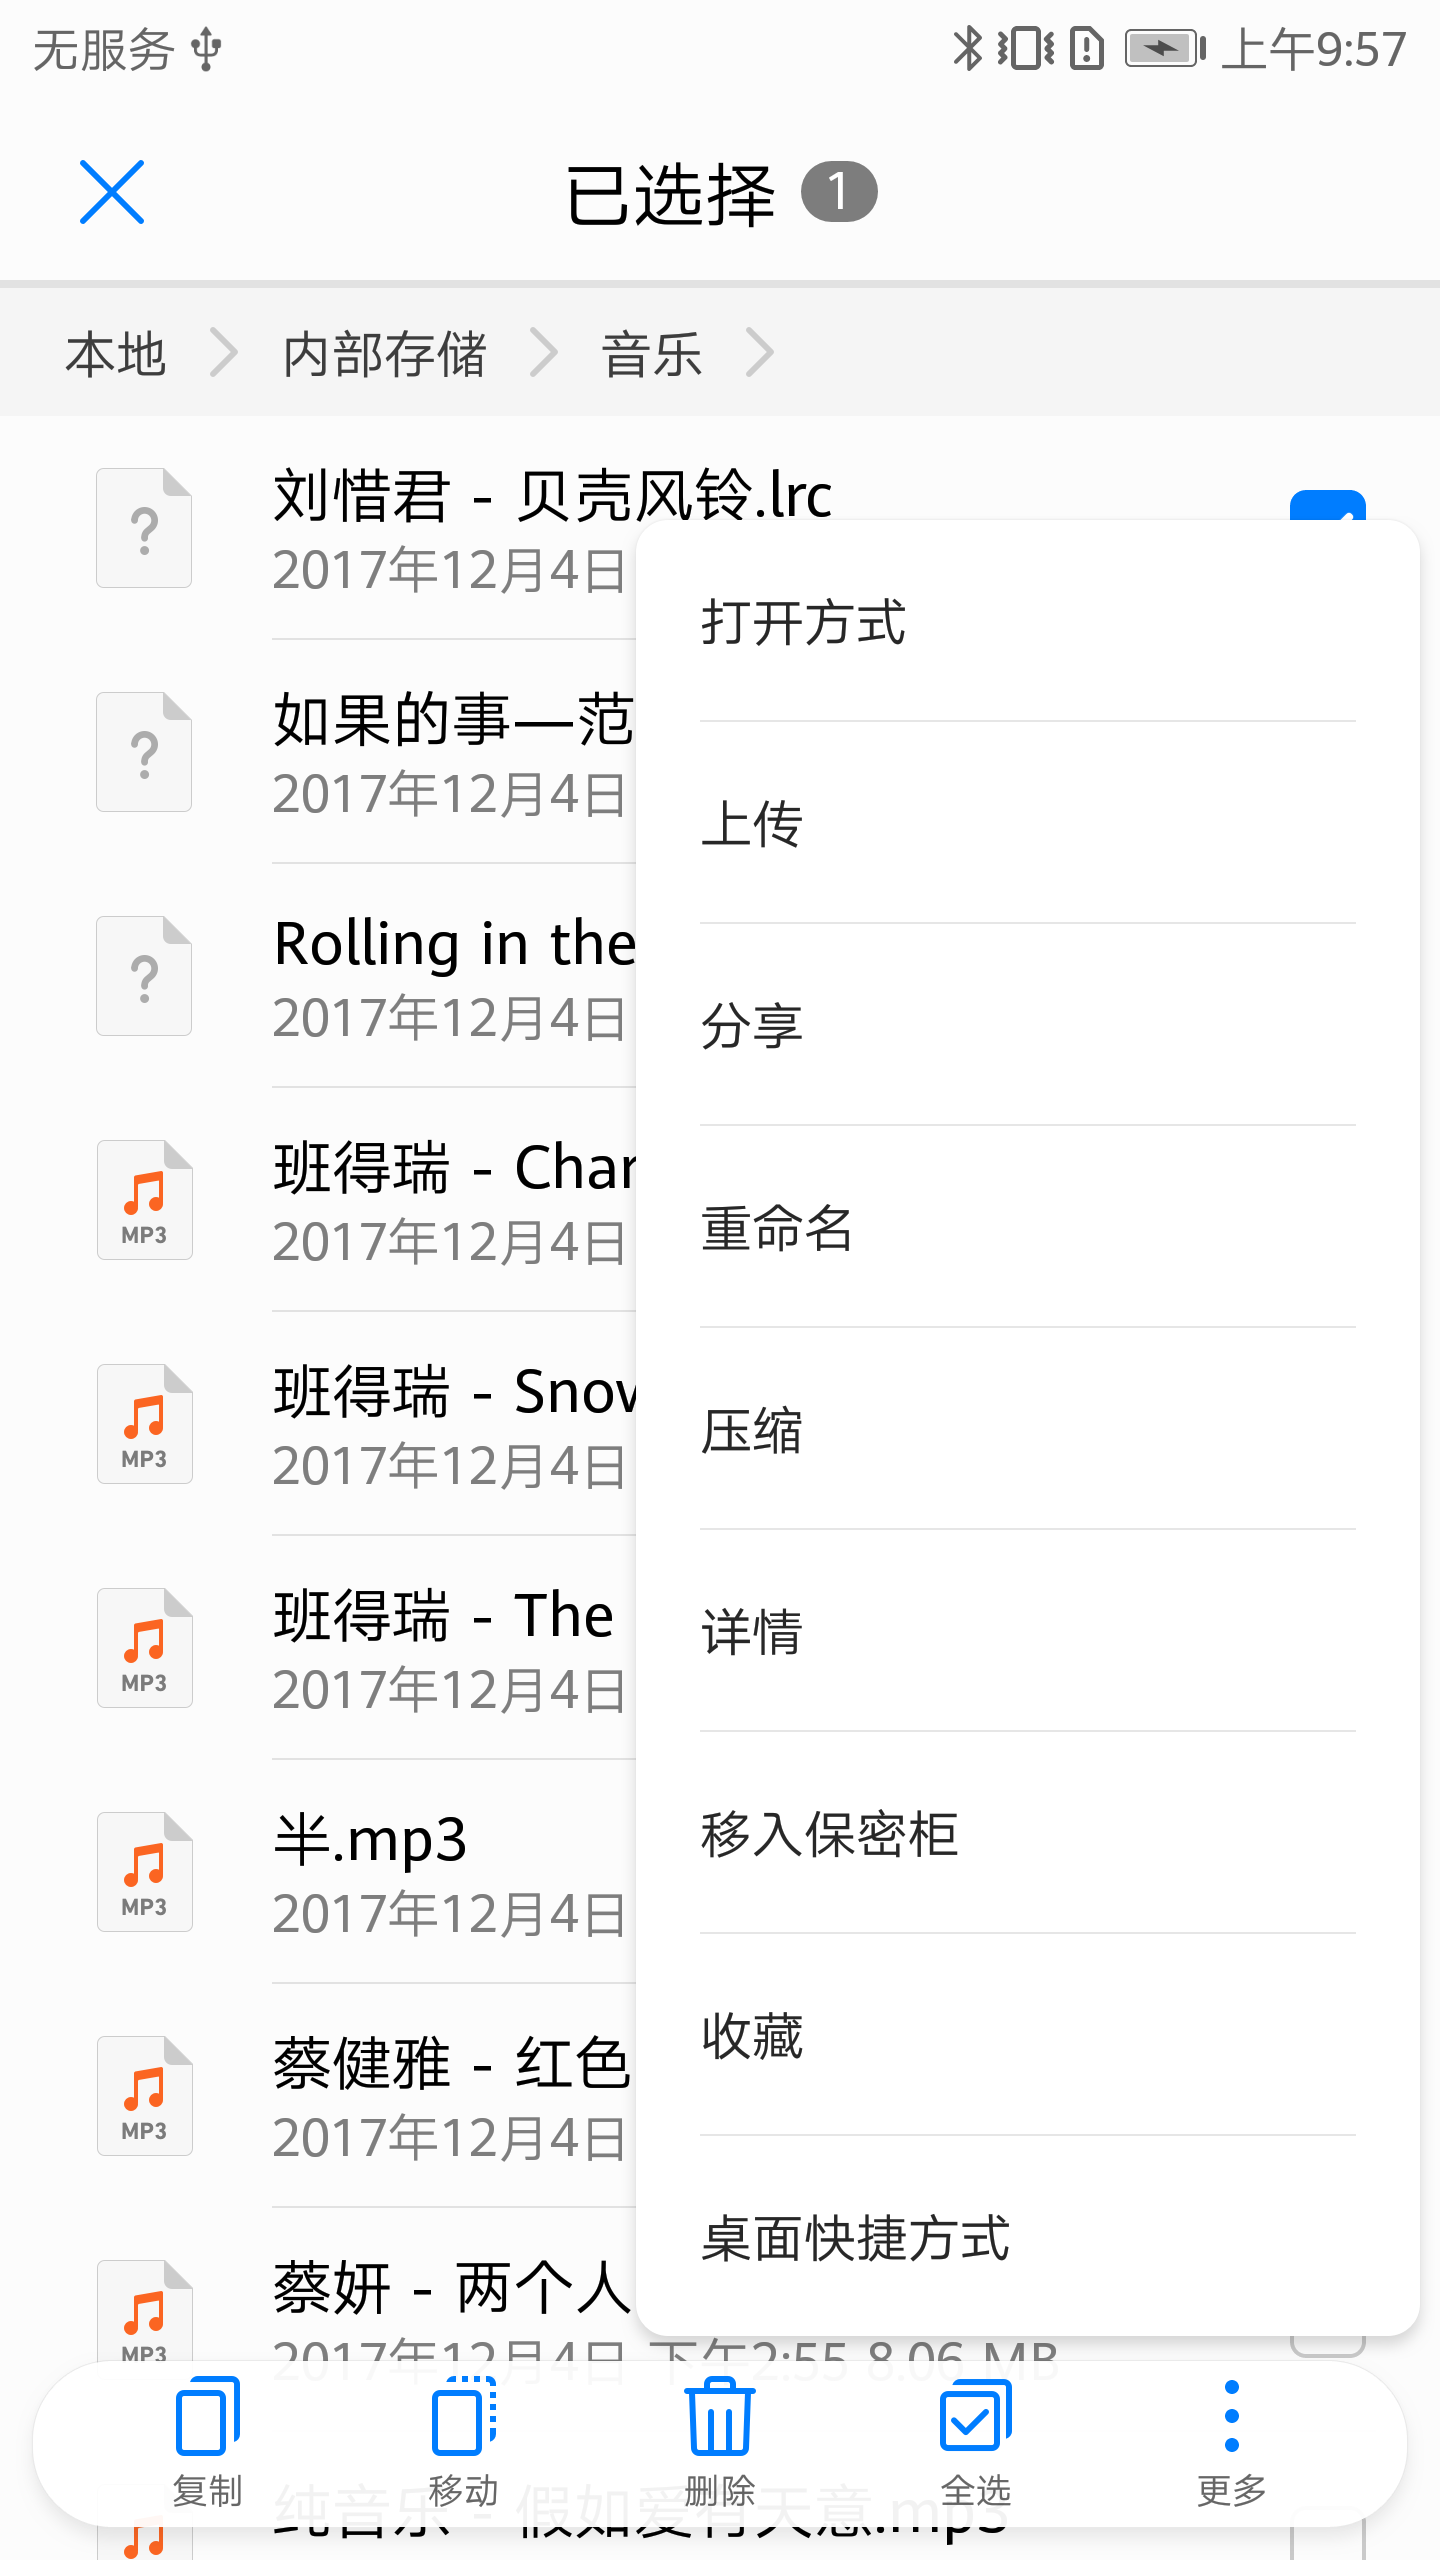 无服务 上午9:57
已选择 1
本地 内部存储 音乐
刘惜君 - 贝壳风铃.lrc
2017年12月4日
如果的事—范
2017年12月4日
Rolling in the
2017年12月4日
班得瑞 - Char
2017年12月4日
班得瑞 - Snow
2017年12月4日
班得瑞 - The
2017年12月4日
半.mp3
2017年12月4日
蔡健雅 - 红色
2017年12月4日
蔡妍 - 两个人
2017年12月4日 下午2:55 8.06 MB
纯音乐 - 假如爱有天意.mp3
MP3
MP3
MP3
MP3
MP3
MP3
打开方式
上传
分享
重命名
压缩
详情
移入保密柜
收藏
桌面快捷方式
复制 移动 删除 全选 更多